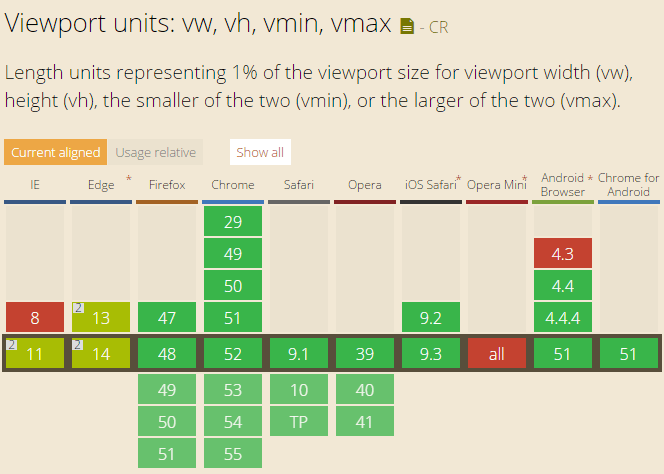 Viewport units: vw, vh, vmin, vmax - CR
Length units representing 1% of the viewport size for viewport width (vw),
height (vh), the smaller of the two (vmin), or the larger of the two (vmax).
Current aligned Usage relative Show all
IE Edge * Firefox Chrome Safari Opera iOS Safari * Opera Mini * Android Browser * Chrome for Android
29
49 4.3
50 4.4
8 2 13 47 51 9.2 4.4.4
2 11 2 14 48 52 9.1 39 9.3 all 51 51
49 53 10 40
50 54 TP 41
51 55